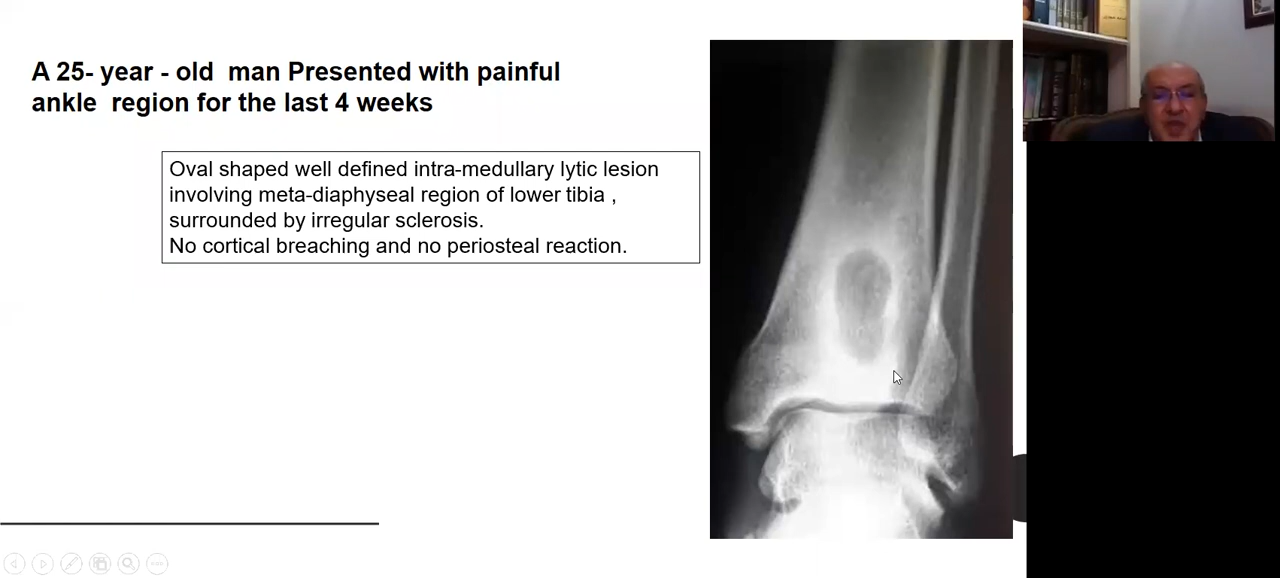 A 25- year - old  man Presented with painful
ankle  region for the last 4 weeks
Oval shaped well defined intra-medullary lytic lesion
involving meta-diaphyseal region of lower tibia ,
surrounded by irregular sclerosis.
No cortical breaching and no periosteal reaction.